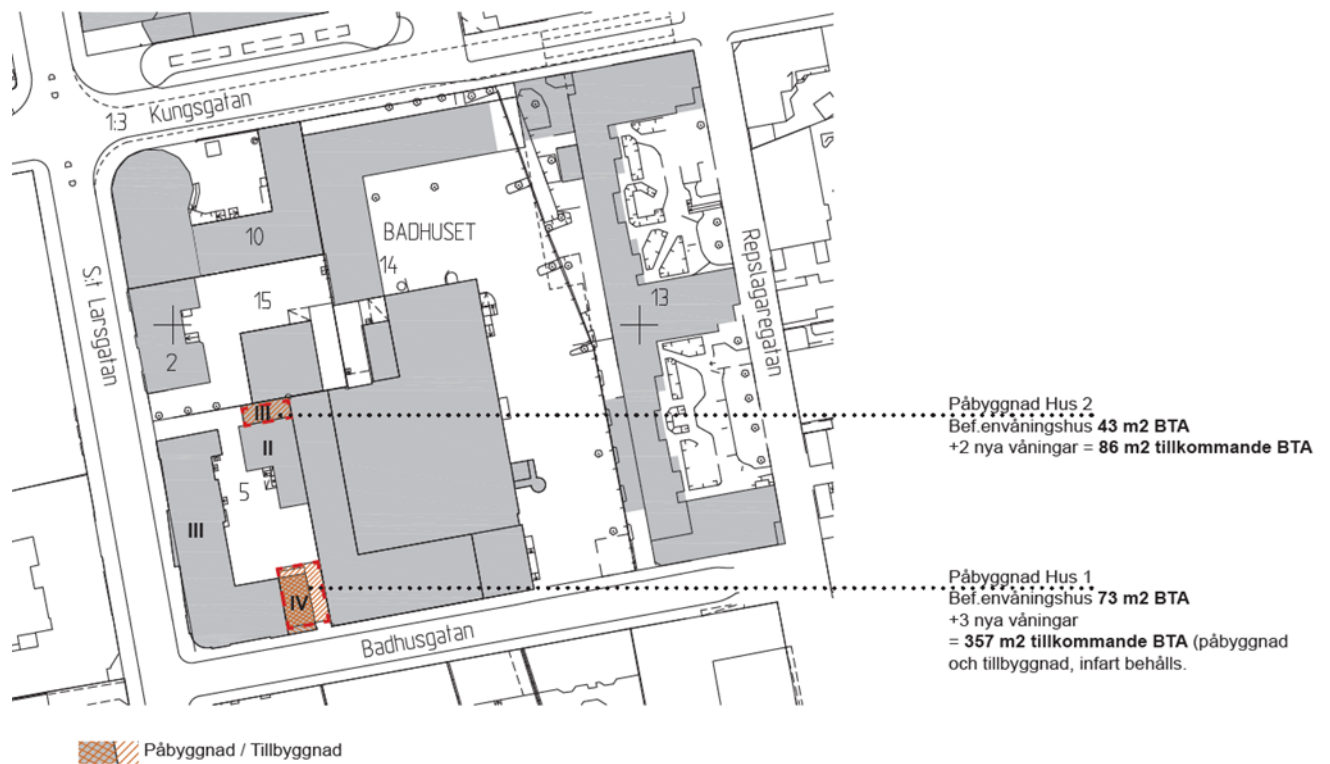 1:3 Kungsgatan
10
BADHUSET
14
15
2
13
S:t Larsgatan
Repslagaregatan
III
II
5
III
IV
Badhusgatan
Påbyggnad Hus 2
Bef.envåningshus 43 m2 BTA
+2 nya våningar = 86 m2 tillkommande BTA
Påbyggnad Hus 1
Bef.envåningshus 73 m2 BTA
+3 nya våningar
= 357 m2 tillkommande BTA (påbyggnad
och tillbyggnad, infart behålls.
Påbyggnad / Tillbyggnad